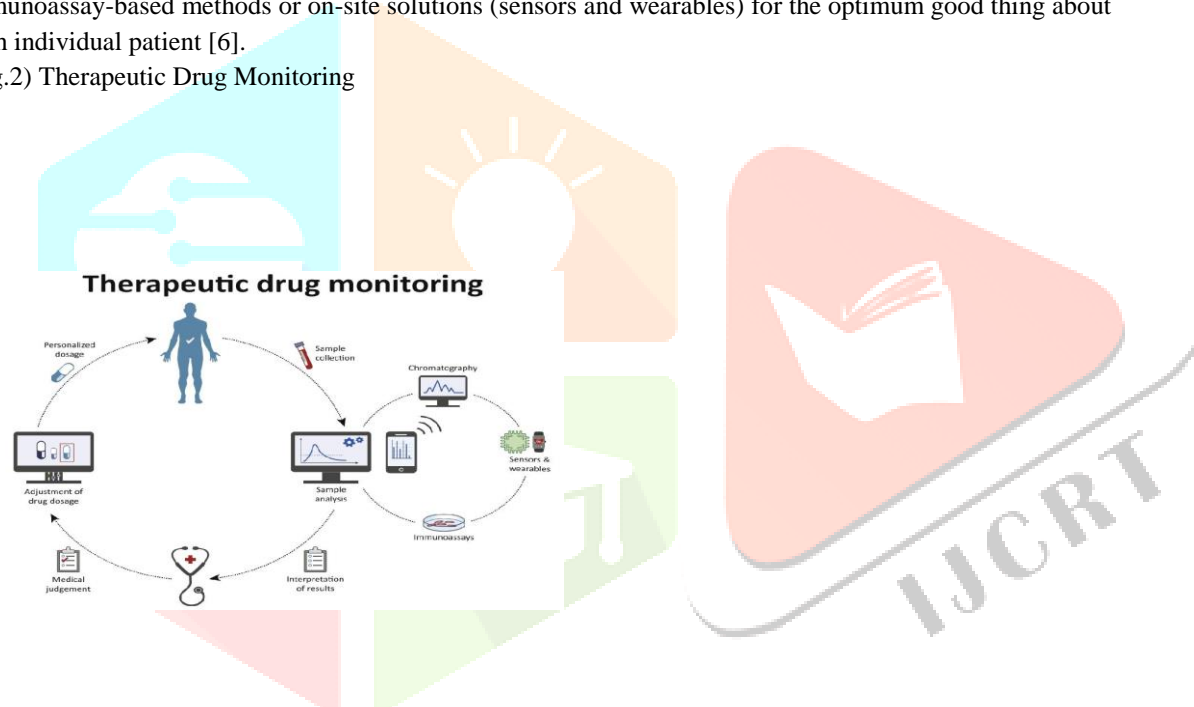 munoassay-based methods or on-site solutions (sensors and wearables) for the optimum good thing about
individual patient [6].
g.2) Therapeutic Drug Monitoring
Therapeutic drug monitoring
Personalized
dosage
Sample
collection
Chromatography
Sensors &
wearables
Adjustment of
drug dosage
Sample
analysis
Immunoassays
Medical
judgement
Interpretation
of results
IJCRT